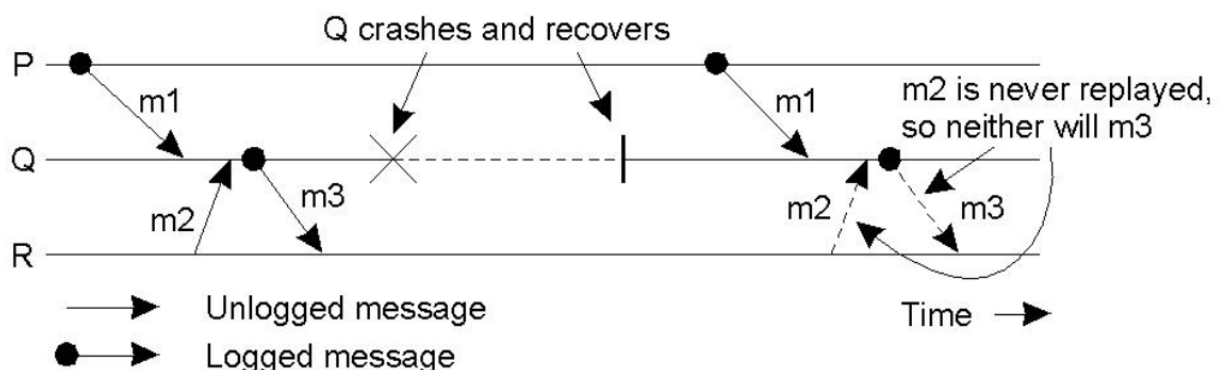 Q crashes and recovers
P
m1
m1
m2 is never replayed,
so neither will m3
Q
m2
m3
m2
m3
R
Unlogged message
Time
Logged message